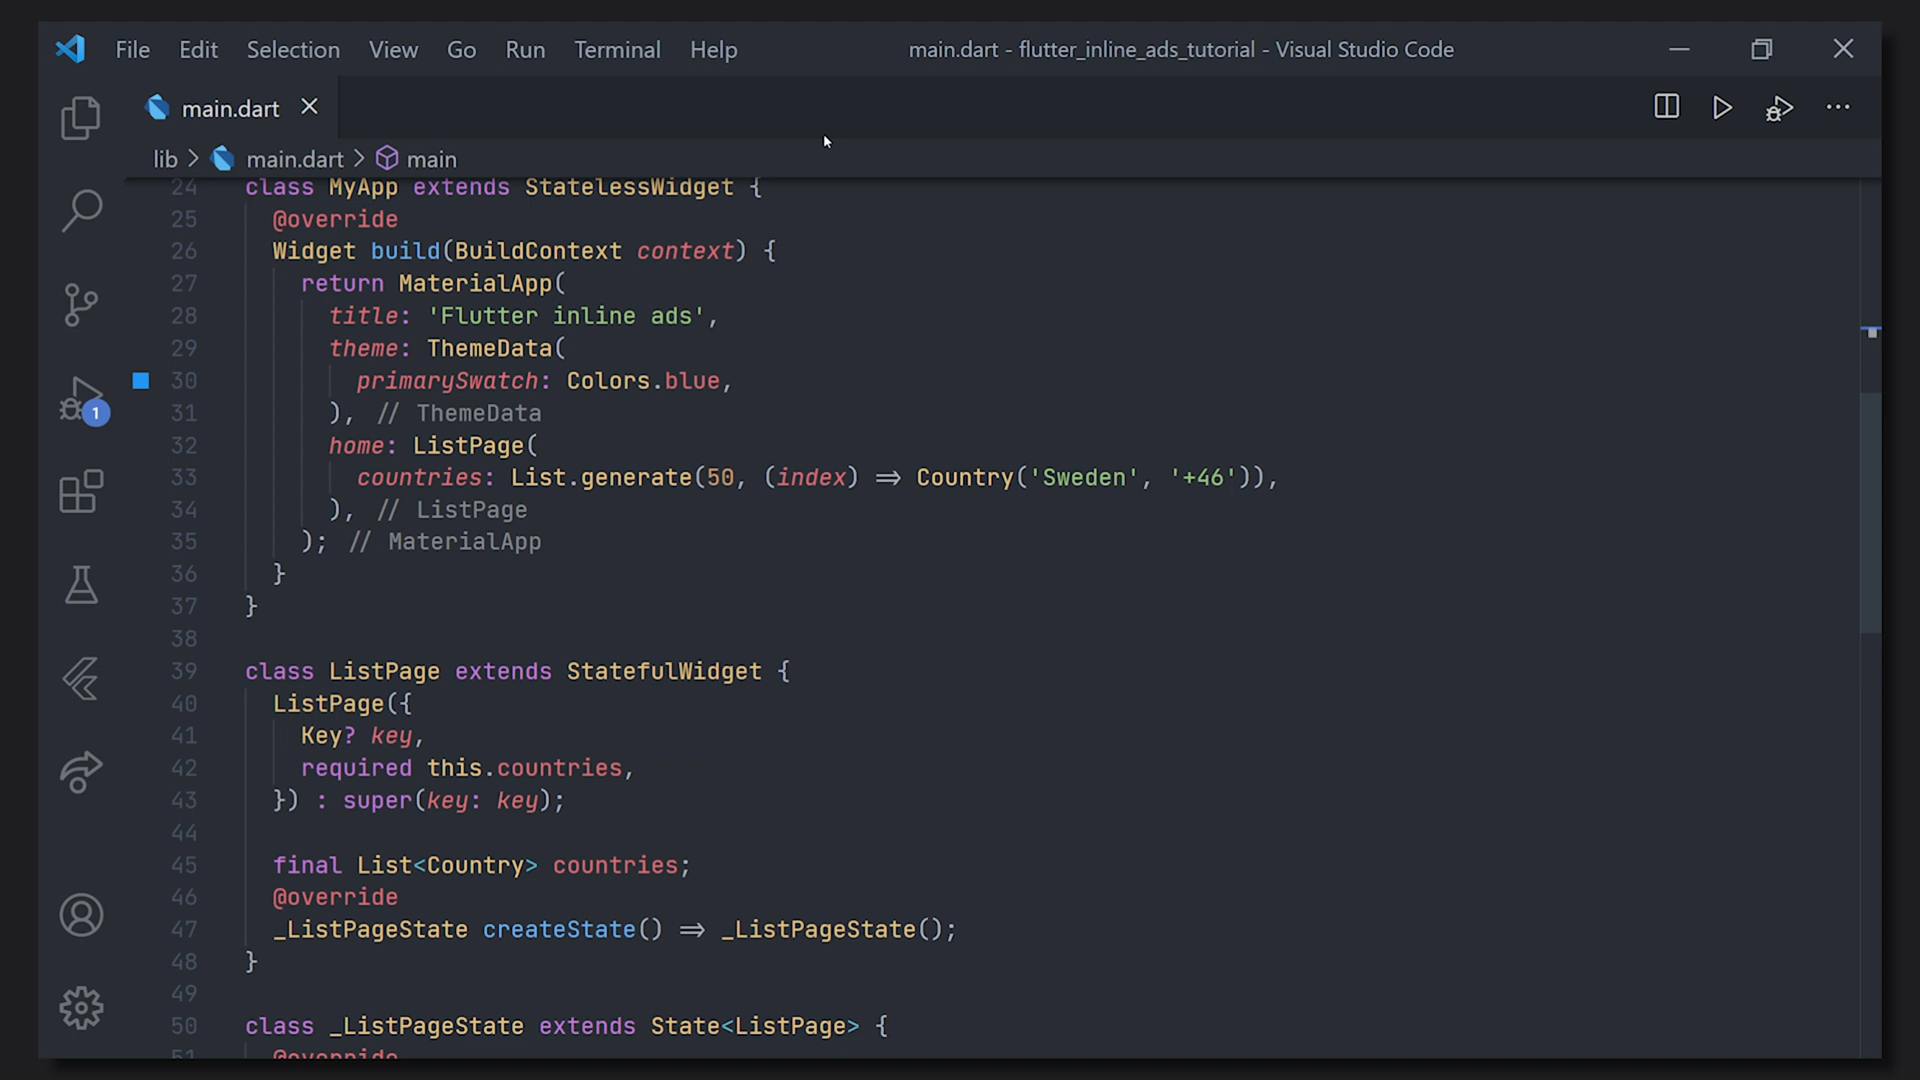 File Edit Selection View Go Run Terminal Help main.dart - flutter_inline_ads_tutorial - Visual Studio Code
main.dart
lib > main.dart > main
24 class MyApp extends StatelessWidget {
25 @override
26 Widget build(BuildContext context) {
27 return MaterialApp(
28 title: 'Flutter inline ads',
29 theme: ThemeData(
30 primarySwatch: Colors.blue,
1
31 ), // ThemeData
32 home: ListPage(
33 countries: List.generate(50, (index) => Country('Sweden', '+46')),
34 ), // ListPage
35 ); // MaterialApp
36 }
37 }
38
39 class ListPage extends StatefulWidget {
40 ListPage({
41 Key? key,
42 required this.countries,
43 }) : super(key: key);
44
45 final List<Country> countries;
46 @override
47 _ListPageState createState() => _ListPageState();
48 }
49
50 class _ListPageState extends State<ListPage> {
51 @override